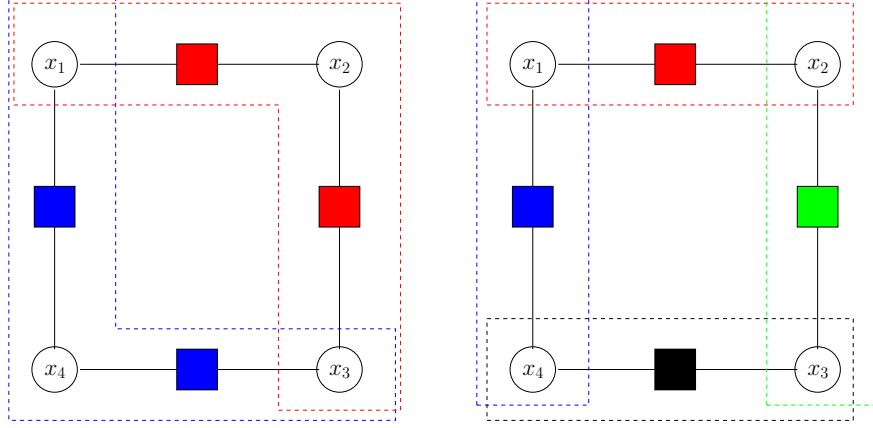 x₁ x₂ x₁ x₂
x₄ x₃ x₄ x₃